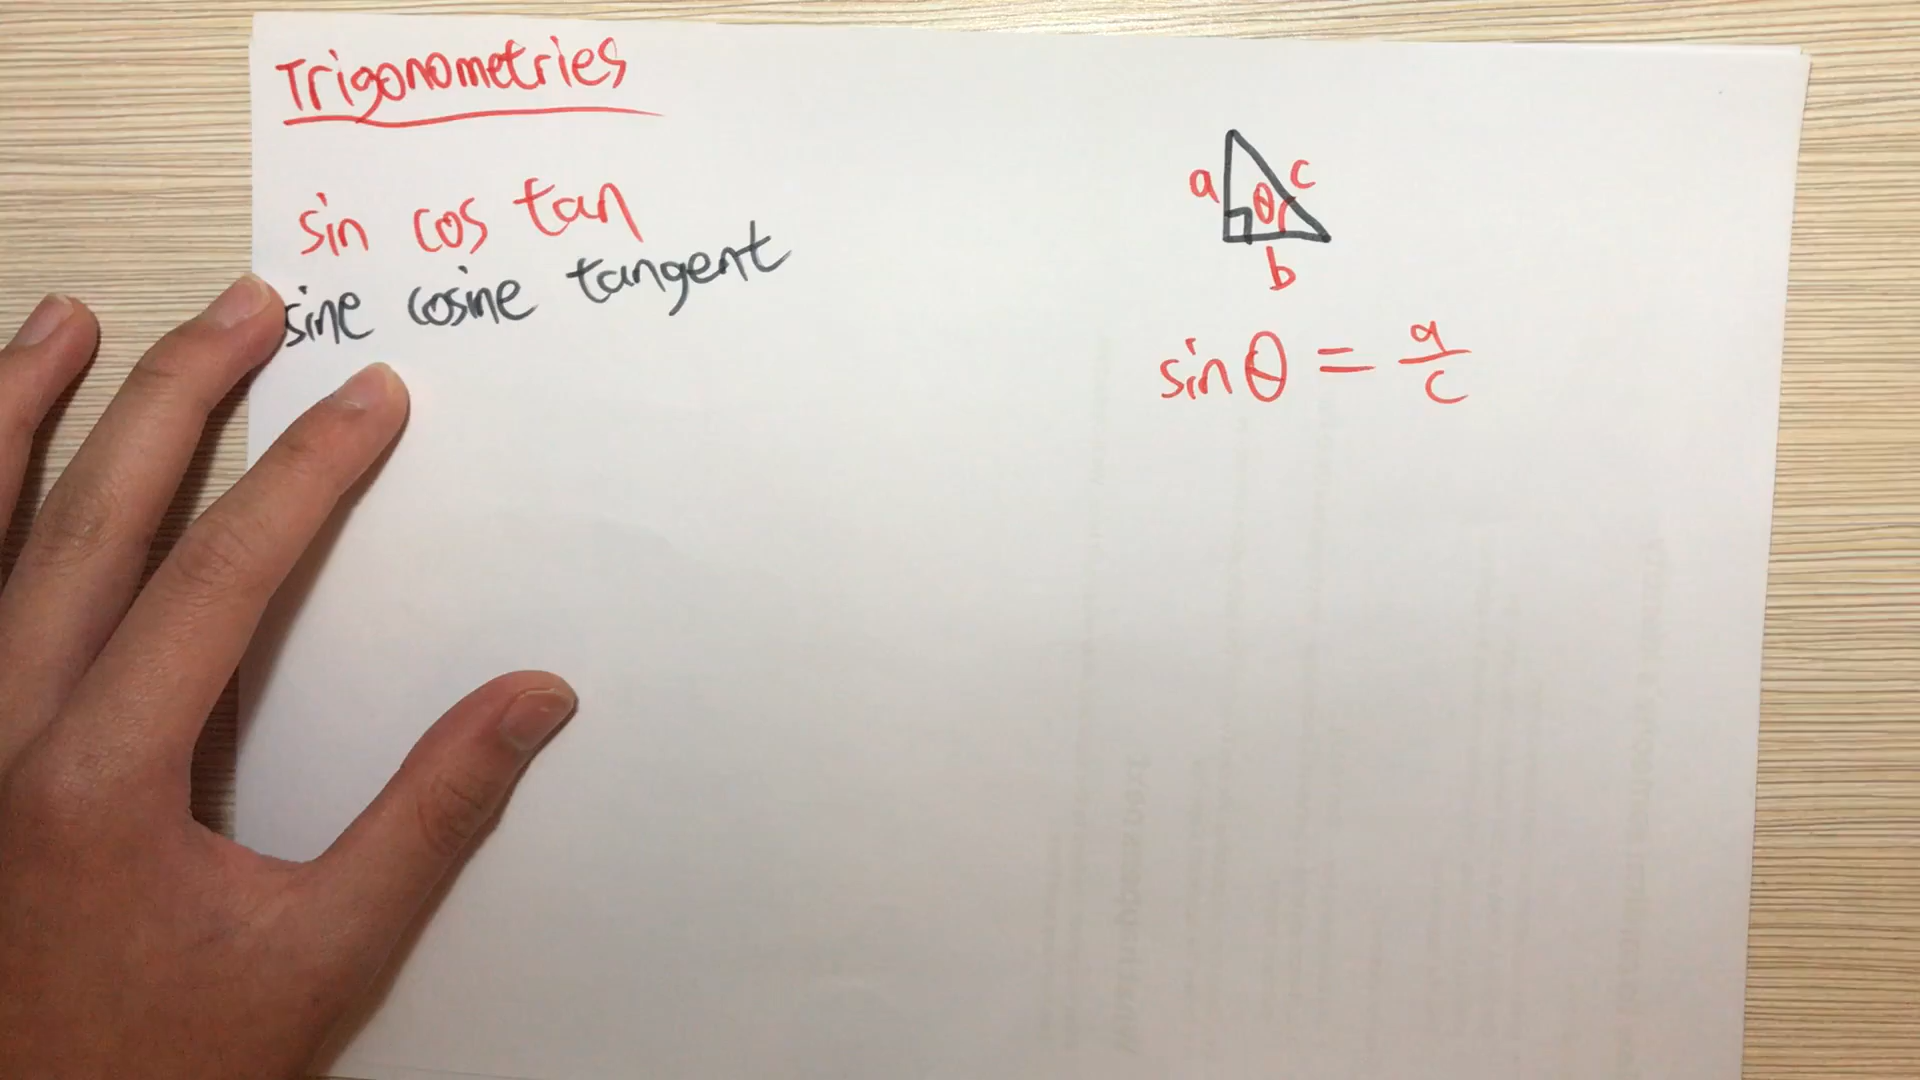 Trigonometries
sin cos tan
sine cosine tangent
a c
θ
b
sin θ = a/c